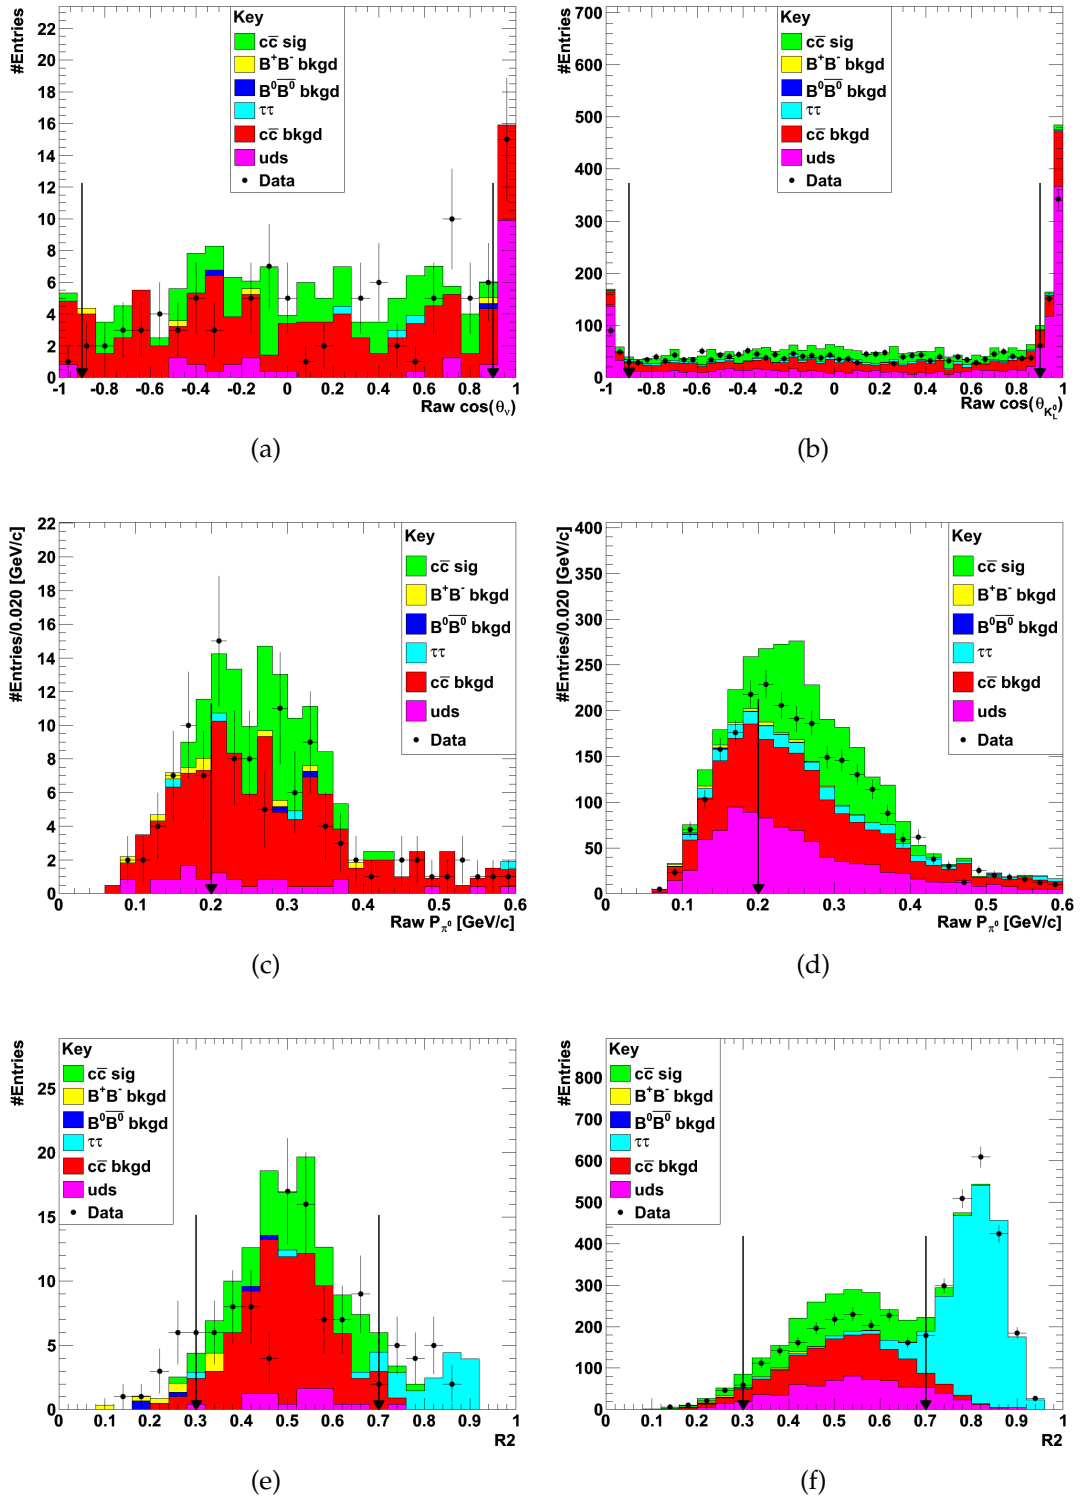 #Entries
22
20
18
16
14
12
10
8
6
4
2
0
-1 -0.8 -0.6 -0.4 -0.2 0 0.2 0.4 0.6 0.8 1
Raw cos(θ_ν)
Key
cc̅ sig
B⁺B⁻ bkgd
B⁰B̅⁰ bkgd
ττ
cc̅ bkgd
uds
Data
(a)
#Entries
700
600
500
400
300
200
100
0
-1 -0.8 -0.6 -0.4 -0.2 0 0.2 0.4 0.6 0.8 1
Raw cos(θ_K_L⁰)
Key
cc̅ sig
B⁺B⁻ bkgd
B⁰B̅⁰ bkgd
ττ
cc̅ bkgd
uds
Data
(b)
#Entries/0.020 [GeV/c]
22
20
18
16
14
12
10
8
6
4
2
0
0 0.1 0.2 0.3 0.4 0.5 0.6
Raw P_π⁰ [GeV/c]
Key
cc̅ sig
B⁺B⁻ bkgd
B⁰B̅⁰ bkgd
ττ
cc̅ bkgd
uds
Data
(c)
#Entries/0.020 [GeV/c]
400
350
300
250
200
150
100
50
0
0 0.1 0.2 0.3 0.4 0.5 0.6
Raw P_π⁰ [GeV/c]
Key
cc̅ sig
B⁺B⁻ bkgd
B⁰B̅⁰ bkgd
ττ
cc̅ bkgd
uds
Data
(d)
#Entries
25
20
15
10
5
0
0 0.1 0.2 0.3 0.4 0.5 0.6 0.7 0.8 0.9 1
R2
Key
cc̅ sig
B⁺B⁻ bkgd
B⁰B̅⁰ bkgd
ττ
cc̅ bkgd
uds
Data
(e)
#Entries
800
700
600
500
400
300
200
100
0
0 0.1 0.2 0.3 0.4 0.5 0.6 0.7 0.8 0.9 1
R2
Key
cc̅ sig
B⁺B⁻ bkgd
B⁰B̅⁰ bkgd
ττ
cc̅ bkgd
uds
Data
(f)